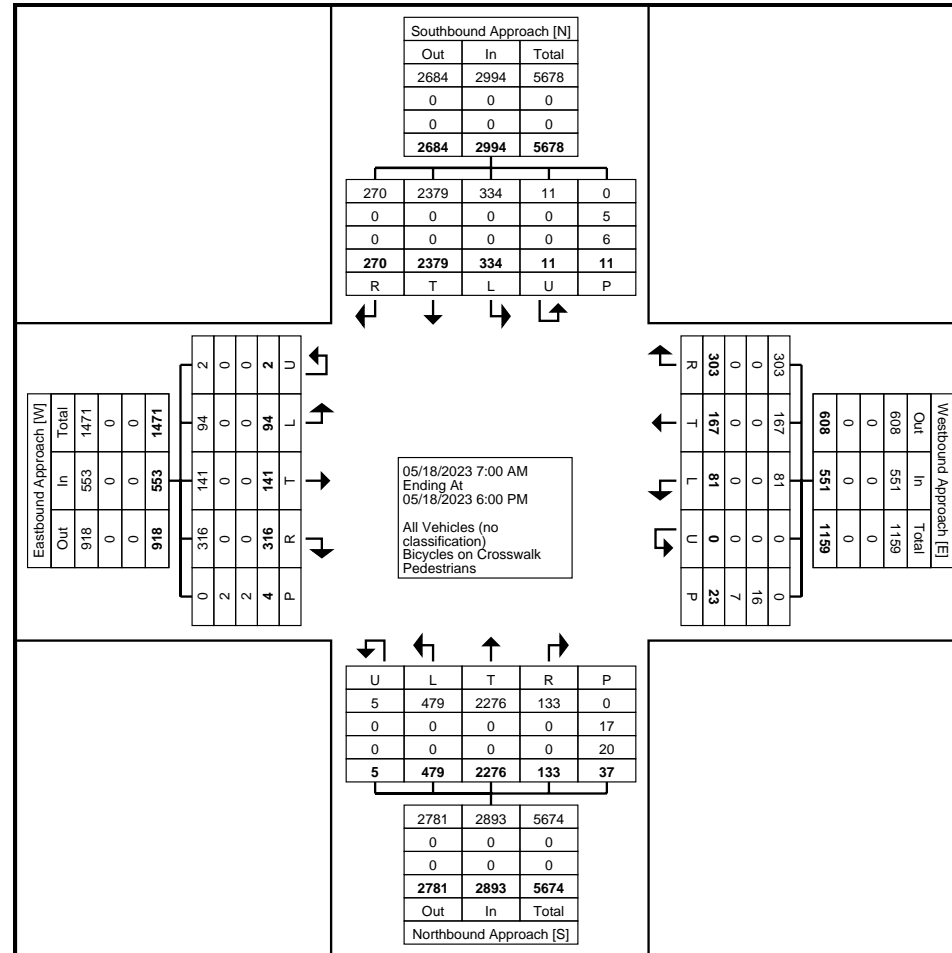 Southbound Approach [N]
Out In Total
2684 2994 5678
0 0 0
0 0 0
2684 2994 5678
270 2379 334 11 0
0 0 0 0 5
0 0 0 0 6
270 2379 334 11 11
R T L U P
Eastbound Approach [W]
Total 1471 0 0 1471
In 553 0 0 553
Out 918 0 0 918
2 0 0 2 U
94 0 0 94 L
141 0 0 141 T
316 0 0 316 R
0 2 2 4 P
05/18/2023 7:00 AM
Ending At
05/18/2023 6:00 PM
All Vehicles (no
classification)
Bicycles on Crosswalk
Pedestrians
R 303 0 0 303
T 167 0 0 167
L 81 0 0 81
U 0 0 0 0
P 23 7 16 0
608 0 0 608 Out
551 0 0 551 In
1159 0 0 1159 Total
Westbound Approach [E]
U L T R P
5 479 2276 133 0
0 0 0 0 17
0 0 0 0 20
5 479 2276 133 37
2781 2893 5674
0 0 0
0 0 0
2781 2893 5674
Out In Total
Northbound Approach [S]